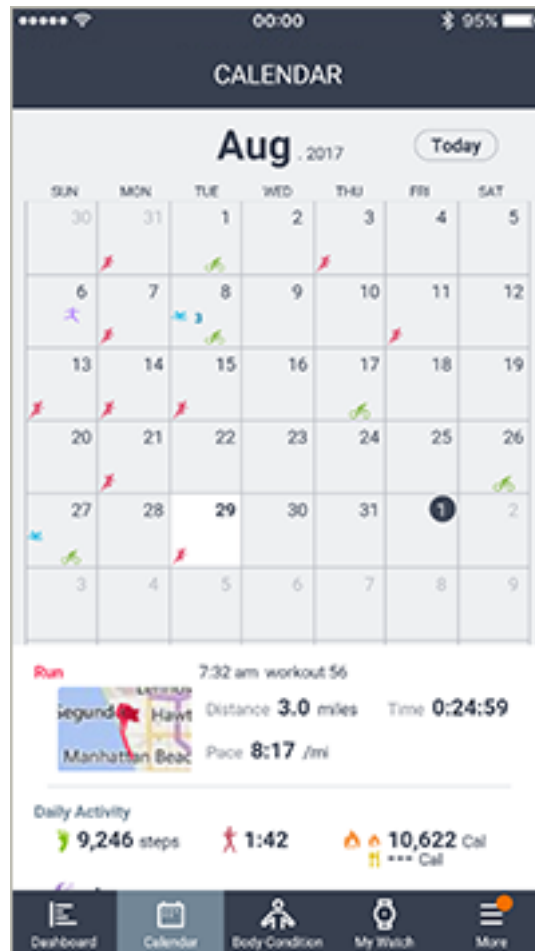 00:00 95%
CALENDAR
Aug . 2017 Today
SUN MON TUE WED THU FRI SAT
30 31 1 2 3 4 5
6 7 8 9 10 11 12
3
13 14 15 16 17 18 19
20 21 22 23 24 25 26
27 28 29 30 31 1 2
3 4 5 6 7 8 9
Run 7:32 am workout 56
Segund Hawt
Manhattan Beac
Distance 3.0 miles Time 0:24:59
Pace 8:17 /mi
Daily Activity
9,246 steps 1:42 10,622 Cal
--- Cal
Dashboard Calendar Body Condition My Watch More